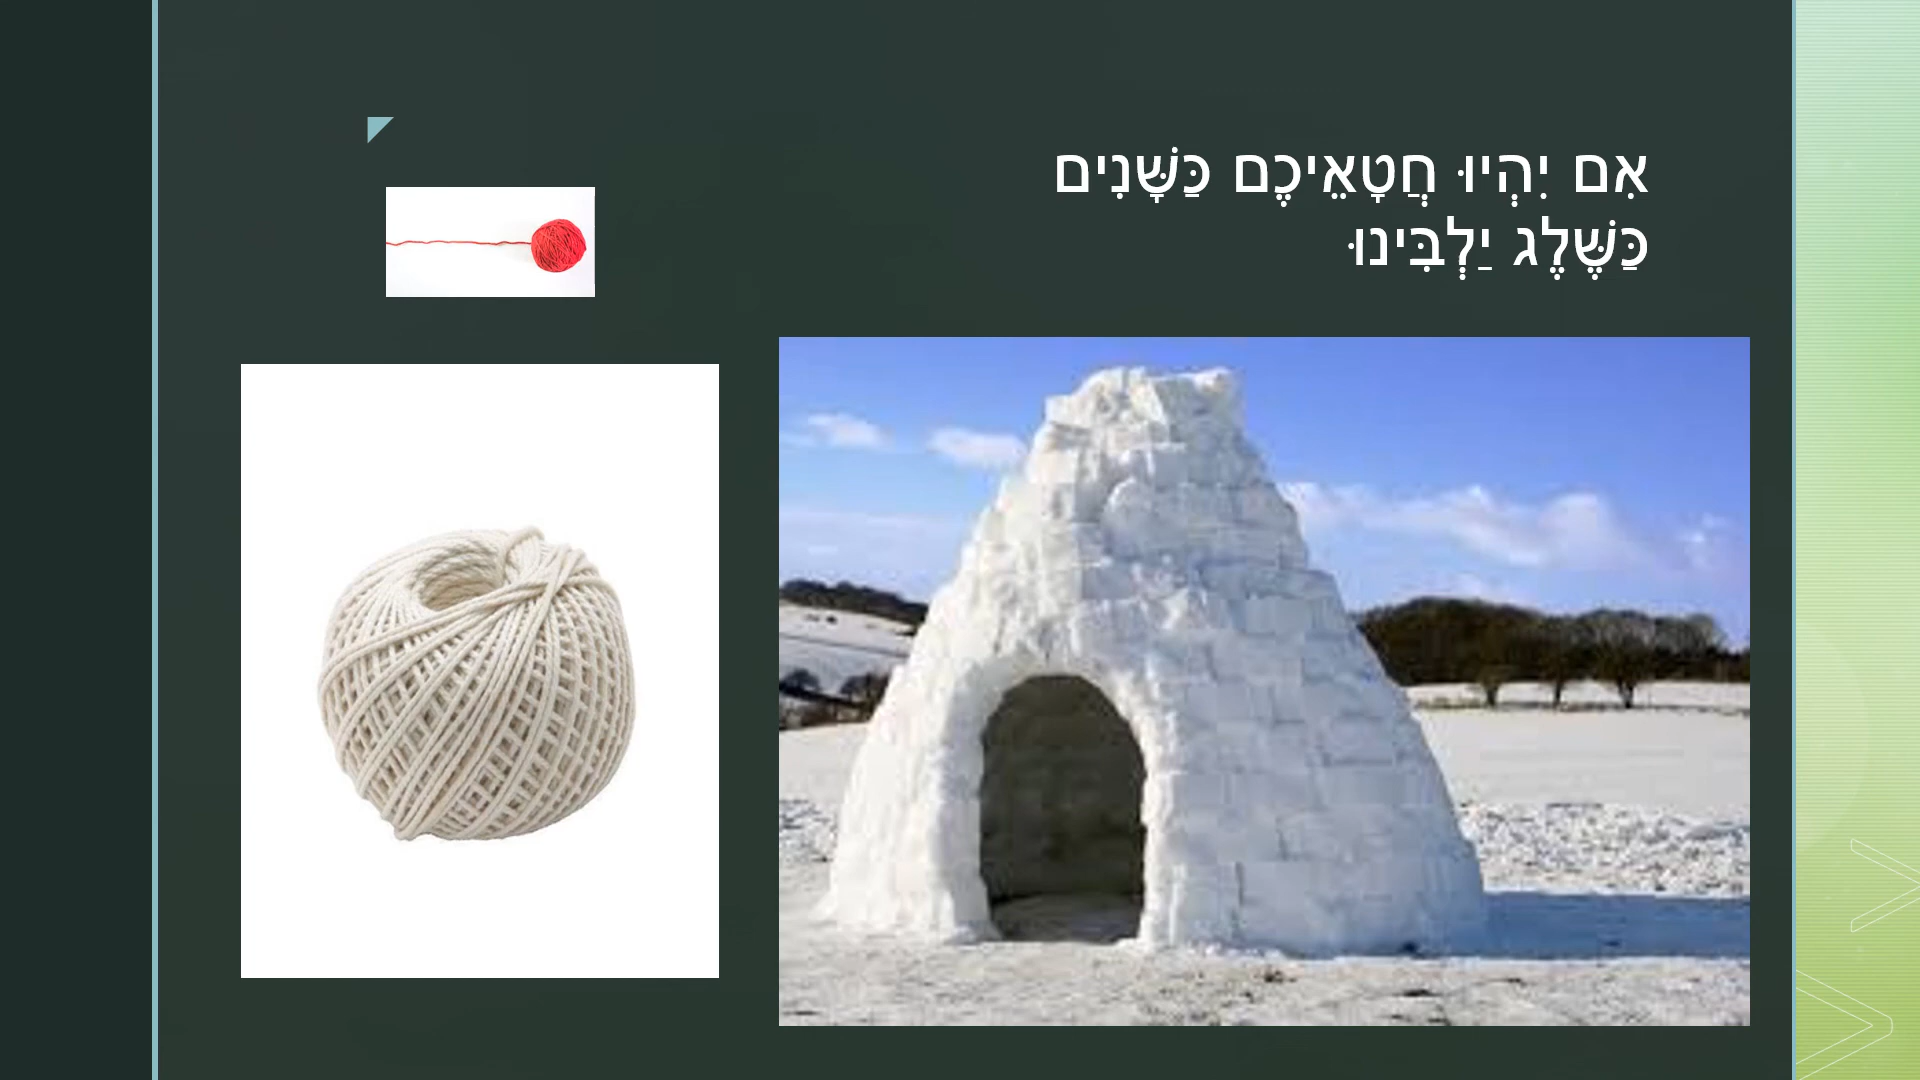 אִם יִהְיוּ חֲטָאֵיכֶם כַּשָּׁנִים
כַּשֶּׁלֶג יַלְבִּינוּ